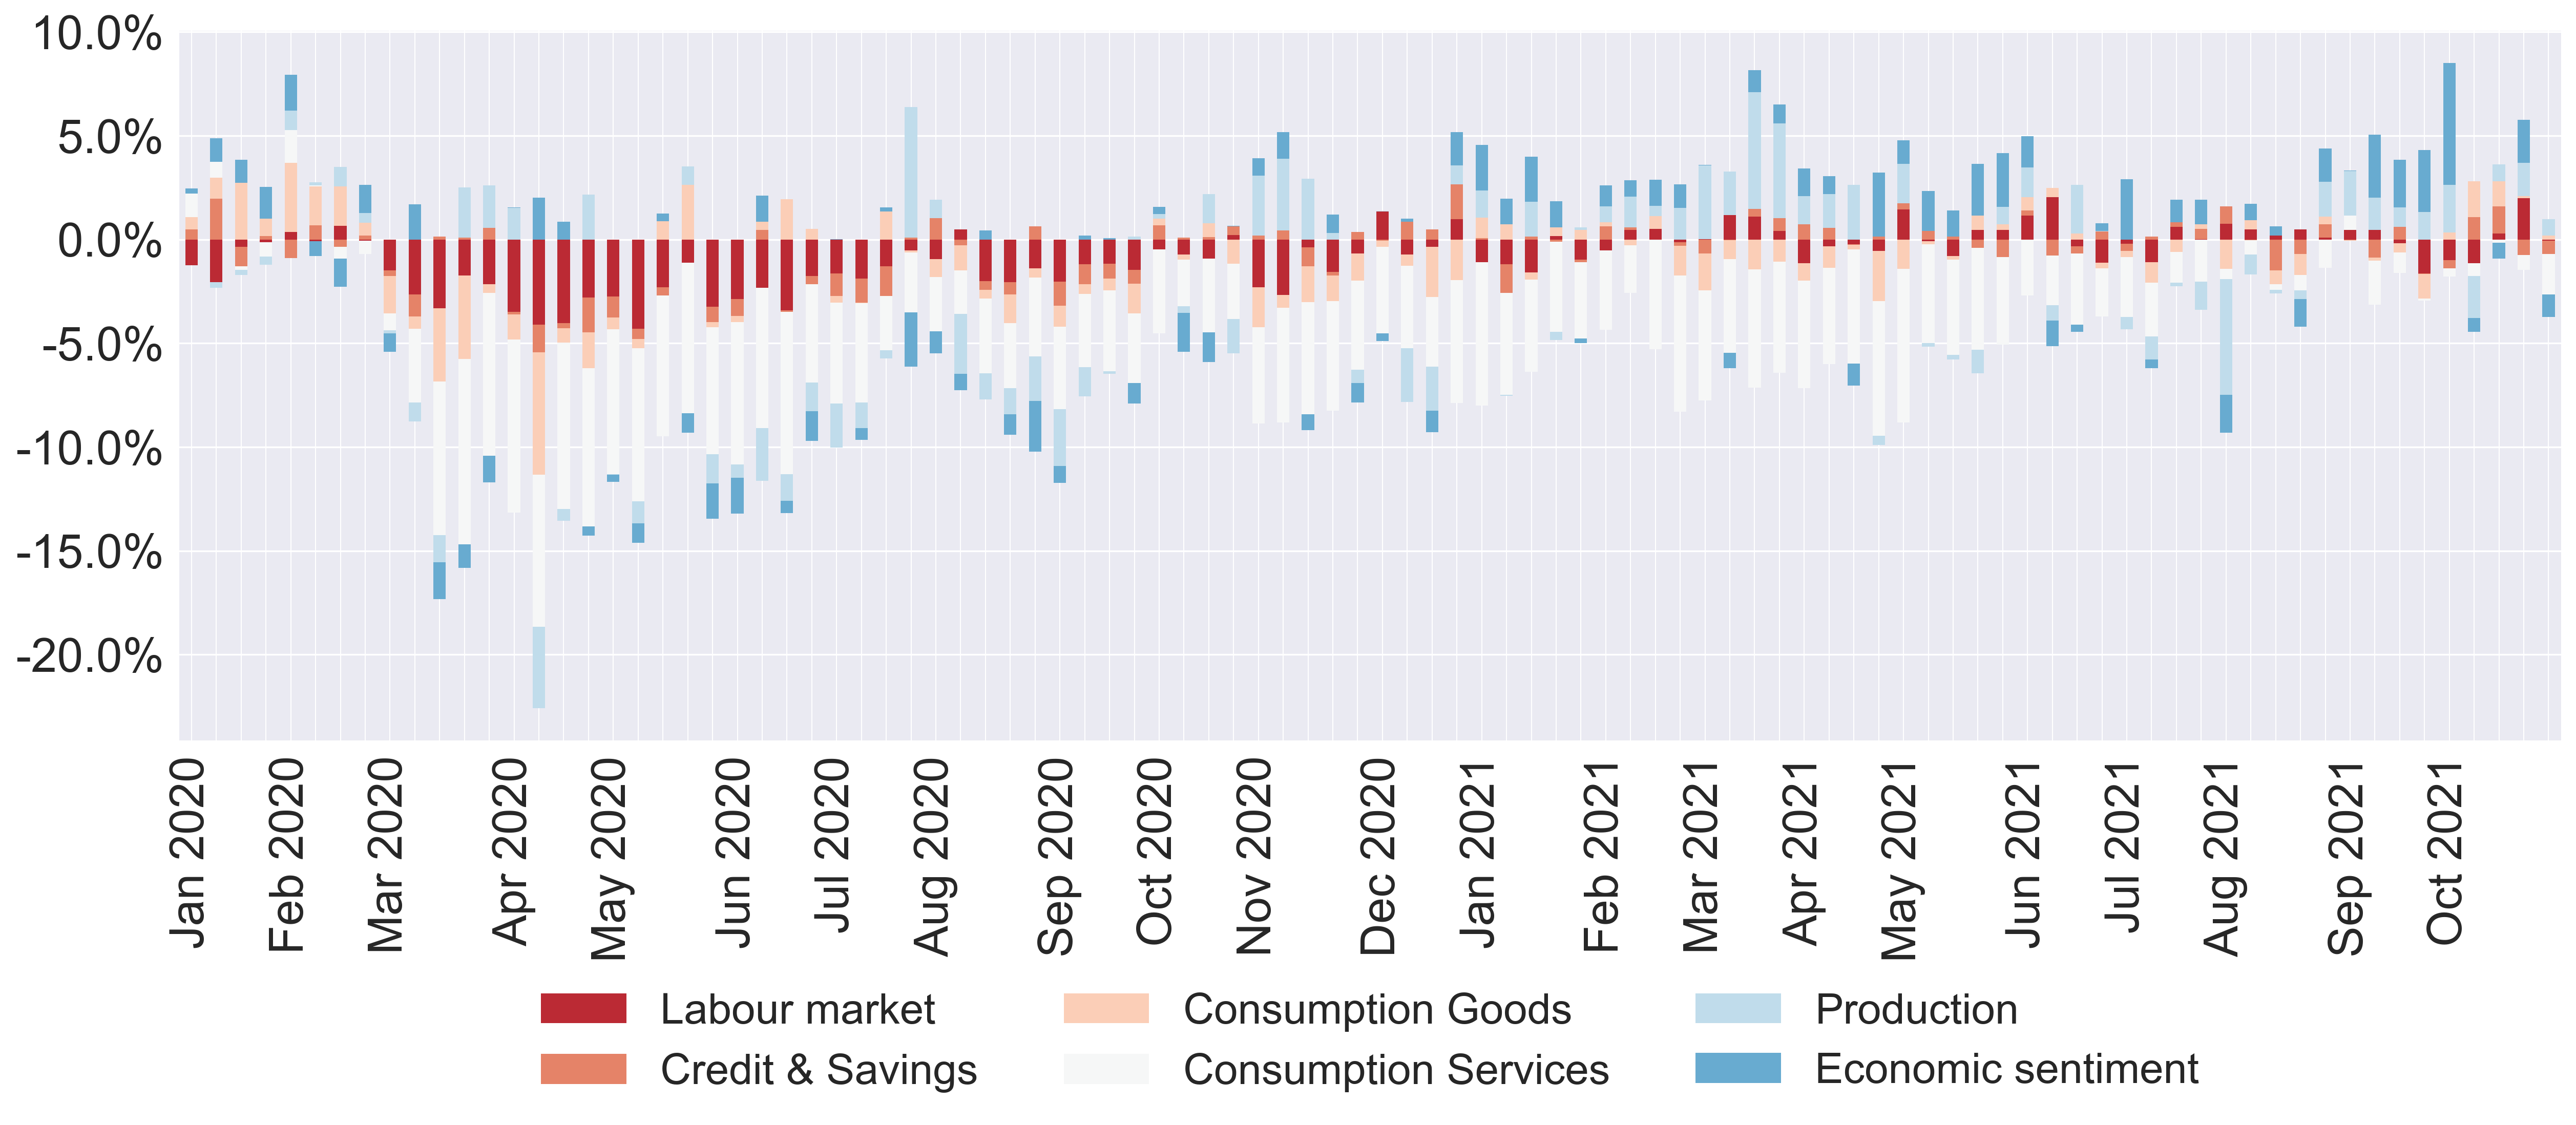 10.0%
5.0%
0.0%
-5.0%
-10.0%
-15.0%
-20.0%
Jan 2020
Feb 2020
Mar 2020
Apr 2020
May 2020
Jun 2020
Jul 2020
Aug 2020
Sep 2020
Oct 2020
Nov 2020
Dec 2020
Jan 2021
Feb 2021
Mar 2021
Apr 2021
May 2021
Jun 2021
Jul 2021
Aug 2021
Sep 2021
Oct 2021
Labour market
Consumption Goods
Production
Credit & Savings
Consumption Services
Economic sentiment